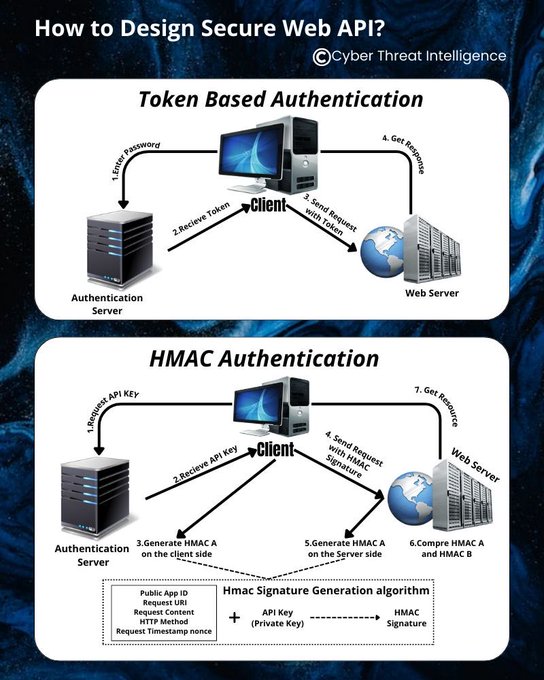 How to Design Secure Web API?
©Cyber Threat Intelligence
Token Based Authentication
1.Enter Password
4. Get Response
Client
2.Recieve Token
3. Send Request
with Token
Authentication
Server
Web Server
HMAC Authentication
1.Request API KEY
7. Get Resource
Client
2.Recieve API Key
4. Send Request
with HMAC
Signature
Web Server
Authentication
Server
3.Generate HMAC A
on the client side
5.Generate HMAC A
on the Server side
6.Compre HMAC A
and HMAC B
Hmac Signature Generation algorithm
Public App ID
Request URI
Request Content
HTTP Method
Request Timestamp nonce
+
API Key
(Private Key)
HMAC
Signature